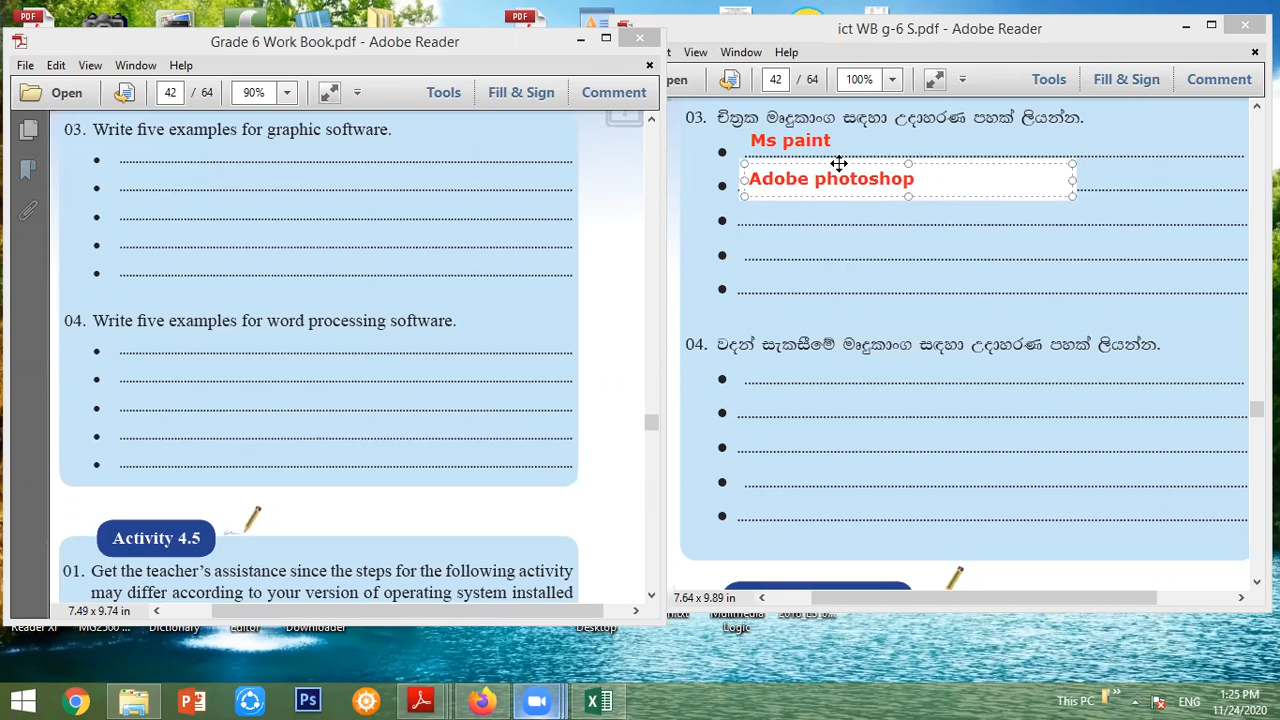 Grade 6 Work Book.pdf - Adobe Reader
File Edit View Window Help
Open 42 / 64 90% Tools Fill & Sign Comment
03. Write five examples for graphic software.
04. Write five examples for word processing software.
Activity 4.5
01. Get the teacher's assistance since the steps for the following activity
may differ according to your version of operating system installed
7.49 x 9.74 in
ict WB g-6 S.pdf - Adobe Reader
View Window Help
42 / 64 100% Tools Fill & Sign Comment
03. චිත්‍රක මෘදුකාංග සඳහා උදාහරණ පහක් ලියන්න.
Ms paint
Adobe photoshop
04. වදන් සැකසීමේ මෘදුකාංග සඳහා උදාහරණ පහක් ලියන්න.
7.64 x 9.89 in
Reader XI
Dictionary
Editor
Downloader
Desktop
Logic
This PC
ENG
1:25 PM
11/24/2020